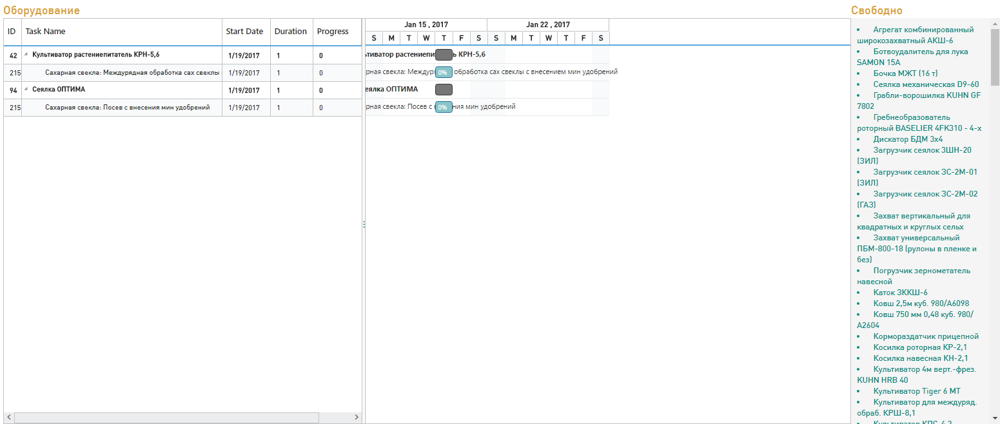 Оборудование
ID Task Name Start Date Duration Progress
42 Культиватор растениепитатель КРН-5,6 1/19/2017 1 0
215 Сахарная свекла: Междурядная обработка сах свеклы 1/19/2017 1 0
94 Сеялка ОПТИМА 1/19/2017 1 0
215 Сахарная свекла: Посев с внесения мин удобрений 1/19/2017 1 0
Jan 15 , 2017 Jan 22 , 2017
S M T W T F S S M T W T F S
ьтиватор растениепи ь КРН-5,6
рная свекла: Междур 0% обработка сах свеклы с внесением мин удобрений
еялка ОПТИМА
рная свекла: Посев с 0% ния мин удобрений
Свободно
• Агрегат комбинированный
широкозахватный АКШ-6
• Ботвоудалитель для лука
SAMON 15A
• Бочка МЖТ (16 т)
• Сеялка механическая D9-60
• Грабли-ворошилка KUHN GF
7802
• Гребнеобразователь
роторный BASELIER 4FK310 - 4-х
• Дискатор БДМ 3х4
• Загрузчик сеялок ЗШН-20
(ЗИЛ)
• Загрузчик сеялок ЗС-2М-01
(ЗИЛ)
• Загрузчик сеялок ЗС-2М-02
(ГАЗ)
• Захват вертикальный для
квадратных и круглых сельх
• Захват универсальный
ПБМ-800-18 (рулоны в пленке и
без)
• Погрузчик зернометатель
навесной
• Каток ЗККШ-6
• Ковш 2,5м куб. 980/А6098
• Ковш 750 мм 0,48 куб. 980/
А2604
• Кормораздатчик прицепной
• Косилка роторная КР-2,1
• Косилка навесная КН-2,1
• Культиватор 4м верт.-фрез.
KUHN HRB 40
• Культиватор Tiger 6 МТ
• Культиватор для междуряд.
обраб. КРШ-8,1
• Культиватор КПС-4,2